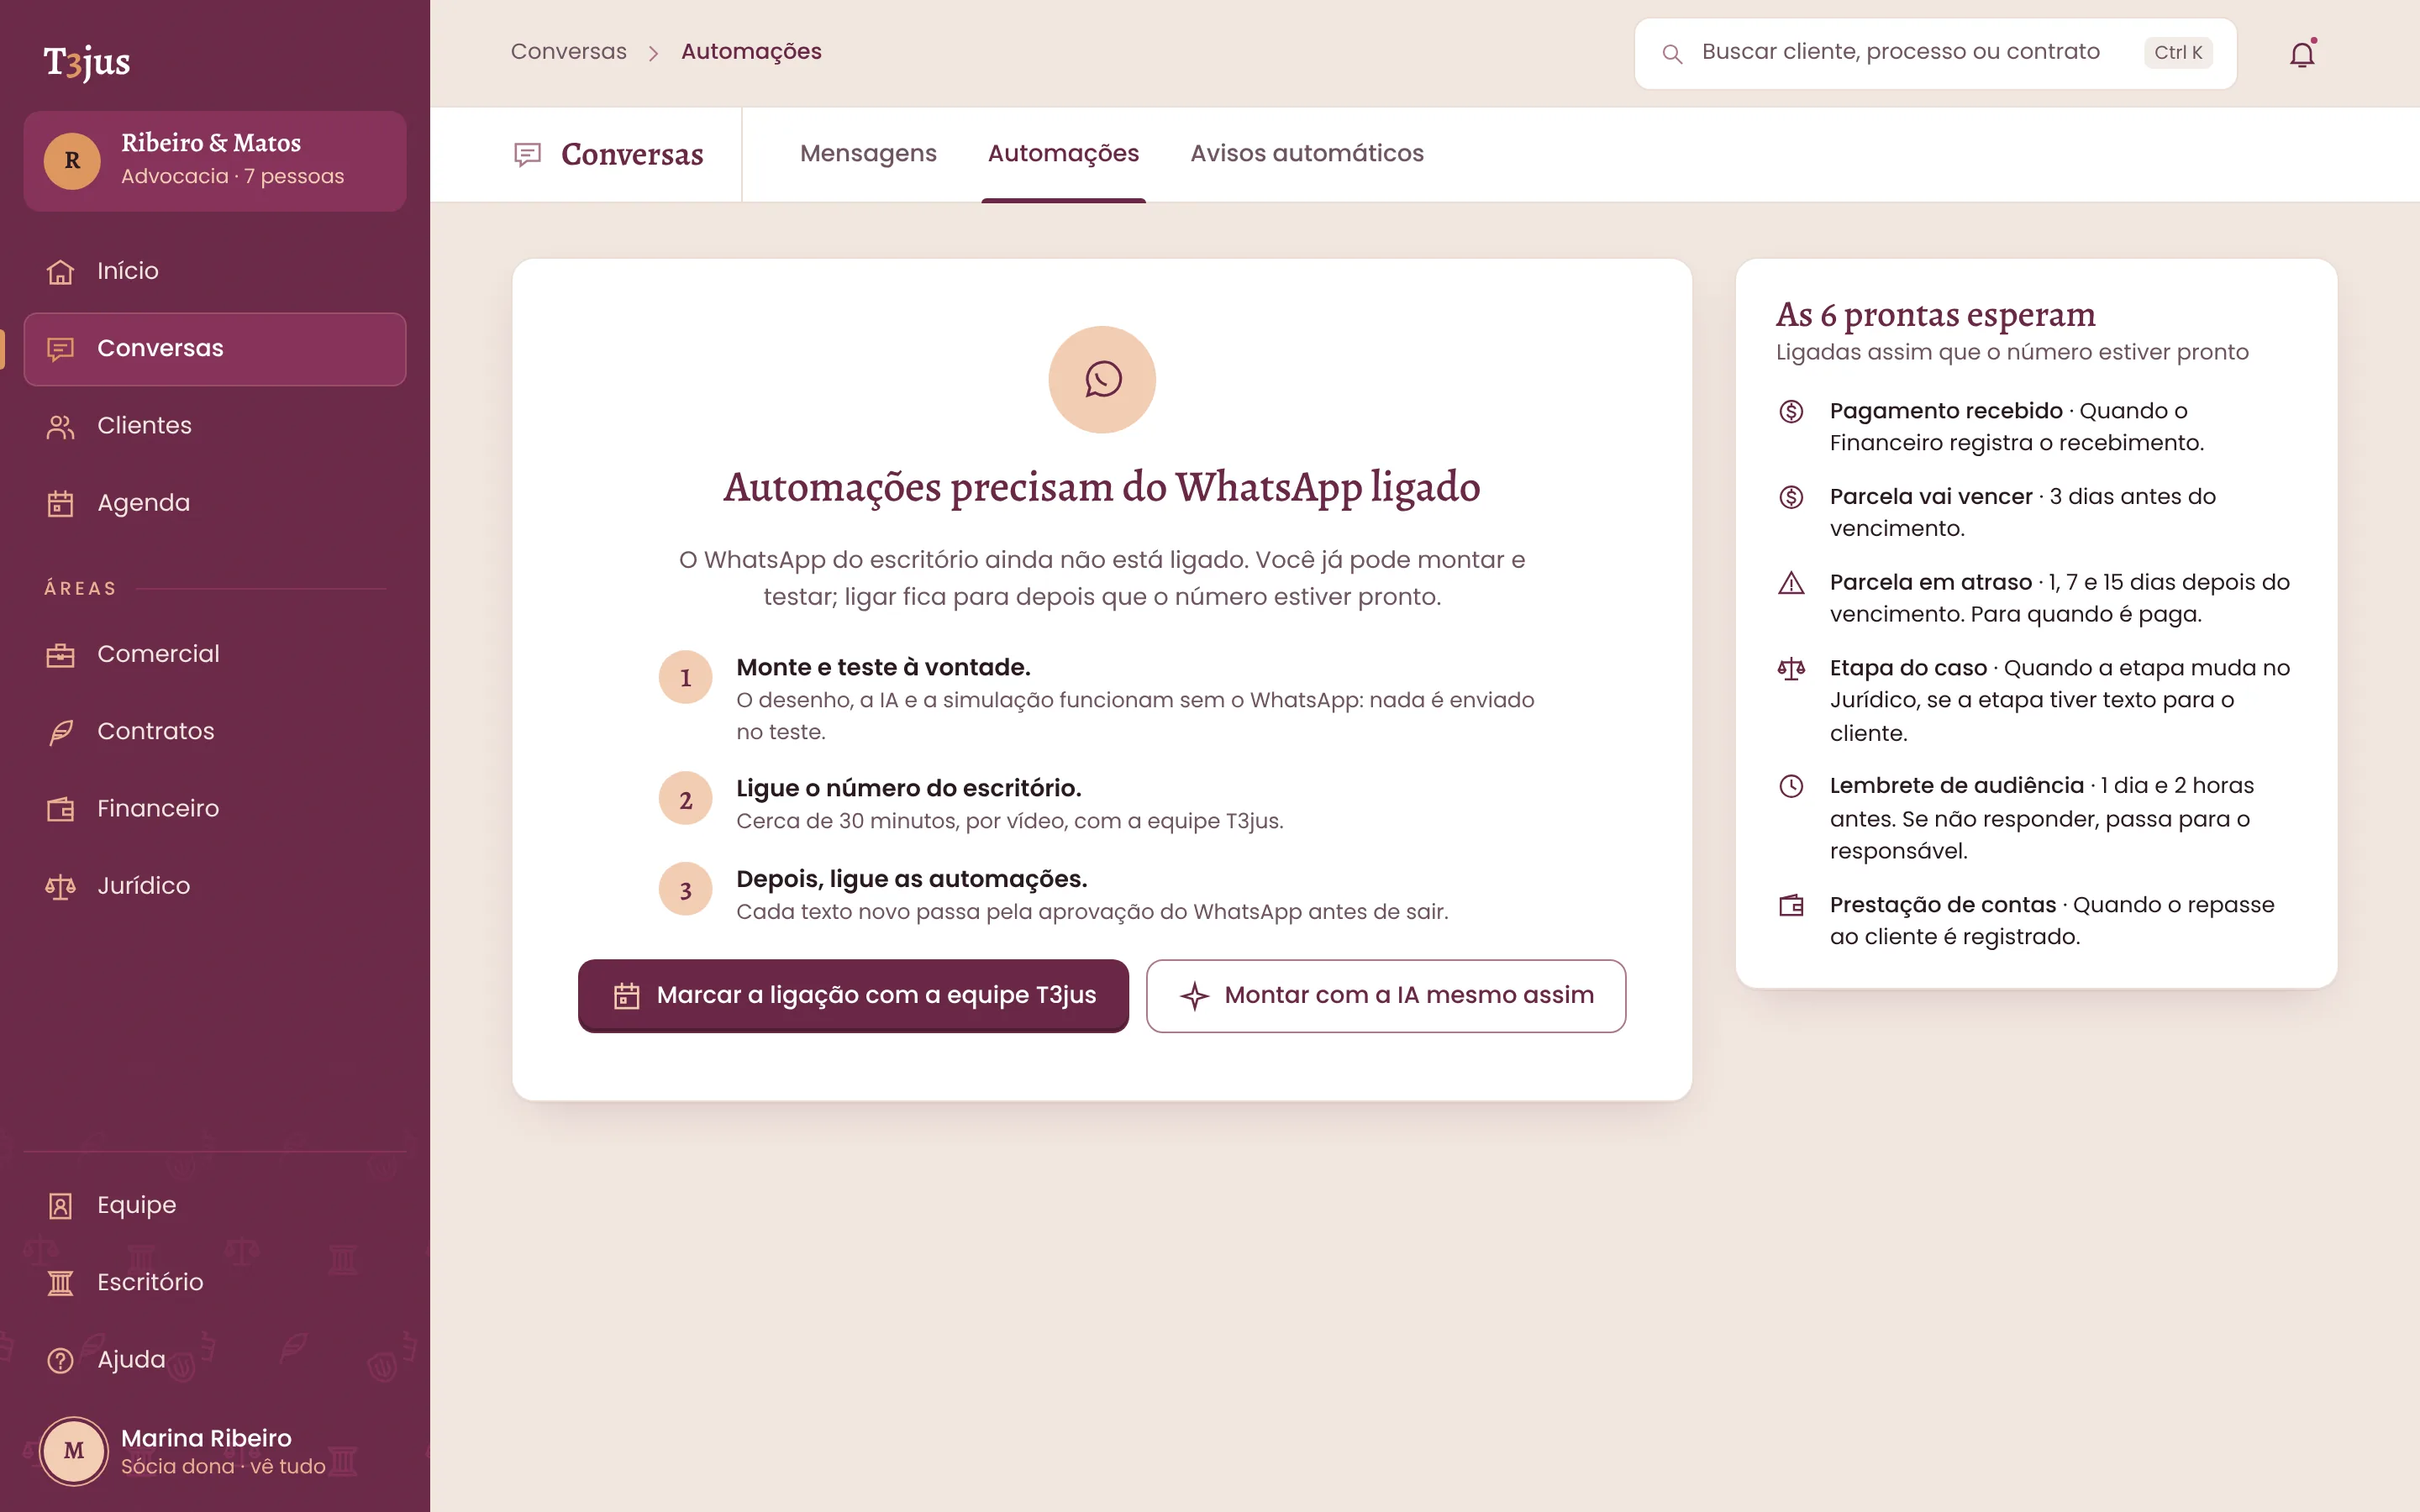 T3jus
R
Ribeiro & Matos
Advocacia · 7 pessoas
Início
Conversas
Clientes
Agenda
ÁREAS
Comercial
Contratos
Financeiro
Jurídico
Equipe
Escritório
Ajuda
M
Marina Ribeiro
Sócia dona · vê tudo
Conversas > Automações
Buscar cliente, processo ou contrato
Ctrl K
Conversas
Mensagens
Automações
Avisos automáticos
Automações precisam do WhatsApp ligado
O WhatsApp do escritório ainda não está ligado. Você já pode montar e
testar; ligar fica para depois que o número estiver pronto.
1
Monte e teste à vontade.
O desenho, a IA e a simulação funcionam sem o WhatsApp: nada é enviado
no teste.
2
Ligue o número do escritório.
Cerca de 30 minutos, por vídeo, com a equipe T3jus.
3
Depois, ligue as automações.
Cada texto novo passa pela aprovação do WhatsApp antes de sair.
Marcar a ligação com a equipe T3jus
Montar com a IA mesmo assim
As 6 prontas esperam
Ligadas assim que o número estiver pronto
Pagamento recebido · Quando o
Financeiro registra o recebimento.
Parcela vai vencer · 3 dias antes do
vencimento.
Parcela em atraso · 1, 7 e 15 dias depois do
vencimento. Para quando é paga.
Etapa do caso · Quando a etapa muda no
Jurídico, se a etapa tiver texto para o
cliente.
Lembrete de audiência · 1 dia e 2 horas
antes. Se não responder, passa para o
responsável.
Prestação de contas · Quando o repasse
ao cliente é registrado.